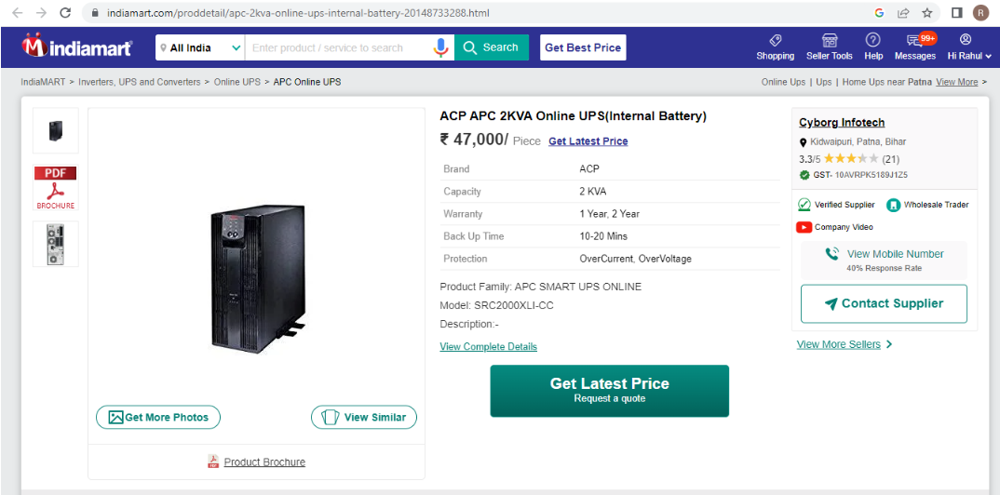 indiamart.com/proddetail/apc-2kva-online-ups-internal-battery-20148733288.html
G
R
indiamart
All India
Enter product / service to search
Search
Get Best Price
Shopping
Seller Tools
Help
99+
Messages
Hi Rahul
IndiaMART > Inverters, UPS and Converters > Online UPS > APC Online UPS
Online Ups | Ups | Home Ups near Patna View More >
PDF
BROCHURE
Get More Photos
View Similar
Product Brochure
ACP APC 2KVA Online UPS(Internal Battery)
₹ 47,000/ Piece Get Latest Price
Brand ACP
Capacity 2 KVA
Warranty 1 Year, 2 Year
Back Up Time 10-20 Mins
Protection OverCurrent, OverVoltage
Product Family: APC SMART UPS ONLINE
Model: SRC2000XLI-CC
Description:-
View Complete Details
Get Latest Price
Request a quote
Cyborg Infotech
Kidwaipuri, Patna, Bihar
3.3/5 (21)
GST- 10AVRPK5189J1Z5
Verified Supplier
Wholesale Trader
Company Video
View Mobile Number
40% Response Rate
Contact Supplier
View More Sellers >